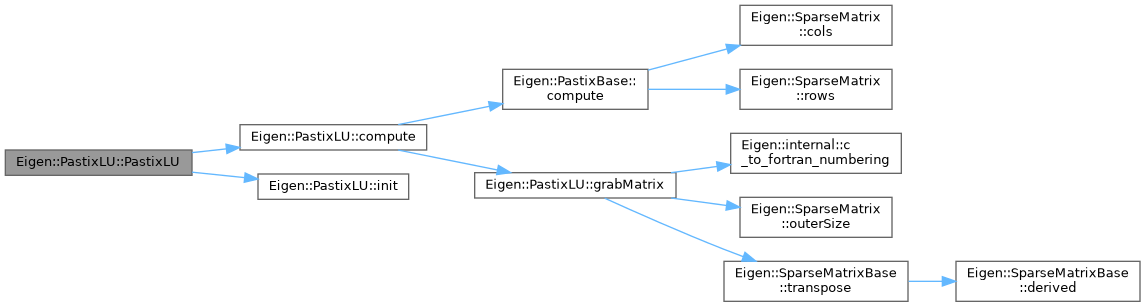 Eigen::PastixLU::PastixLU
Eigen::PastixLU::compute
Eigen::PastixLU::init
Eigen::PastixBase::
compute
Eigen::PastixLU::grabMatrix
Eigen::SparseMatrix
::cols
Eigen::SparseMatrix
::rows
Eigen::internal::c
_to_fortran_numbering
Eigen::SparseMatrix
::outerSize
Eigen::SparseMatrixBase
::transpose
Eigen::SparseMatrixBase
::derived